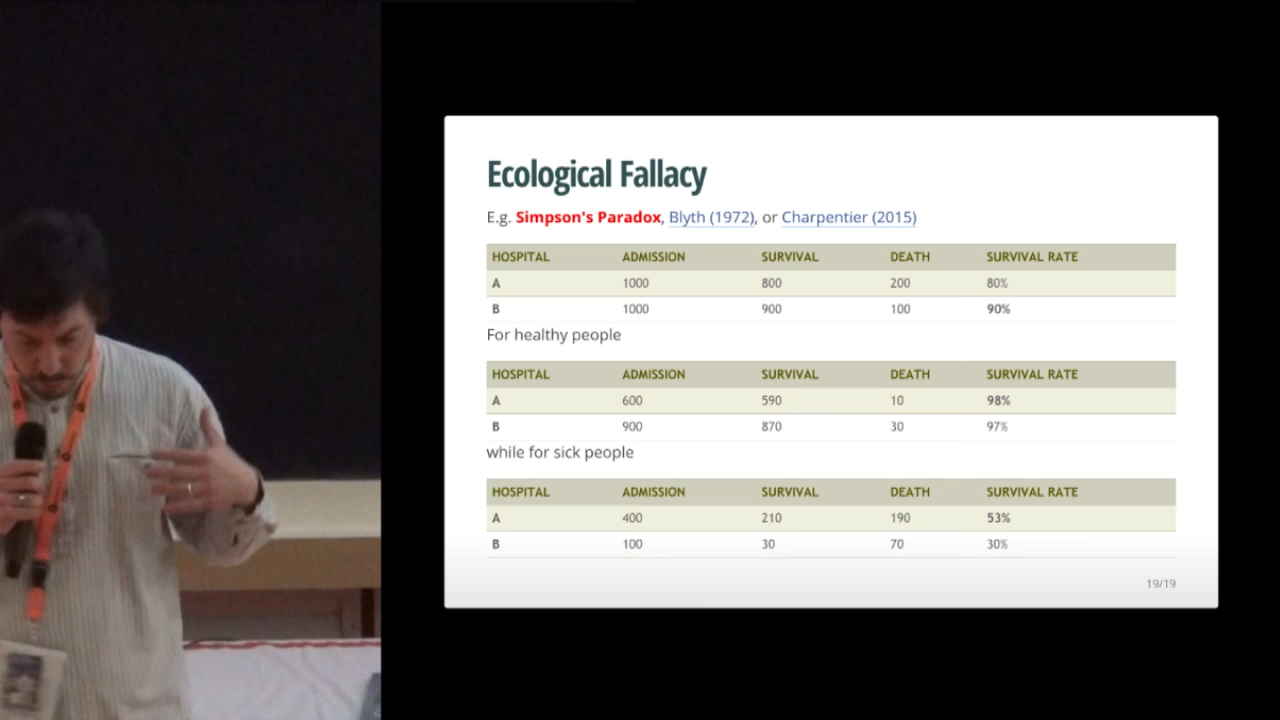 Ecological Fallacy
E.g. Simpson's Paradox, Blyth (1972), or Charpentier (2015)
HOSPITAL ADMISSION SURVIVAL DEATH SURVIVAL RATE
A 1000 800 200 80%
B 1000 900 100 90%
For healthy people
HOSPITAL ADMISSION SURVIVAL DEATH SURVIVAL RATE
A 600 590 10 98%
B 900 870 30 97%
while for sick people
HOSPITAL ADMISSION SURVIVAL DEATH SURVIVAL RATE
A 400 210 190 53%
B 100 30 70 30%
19/19